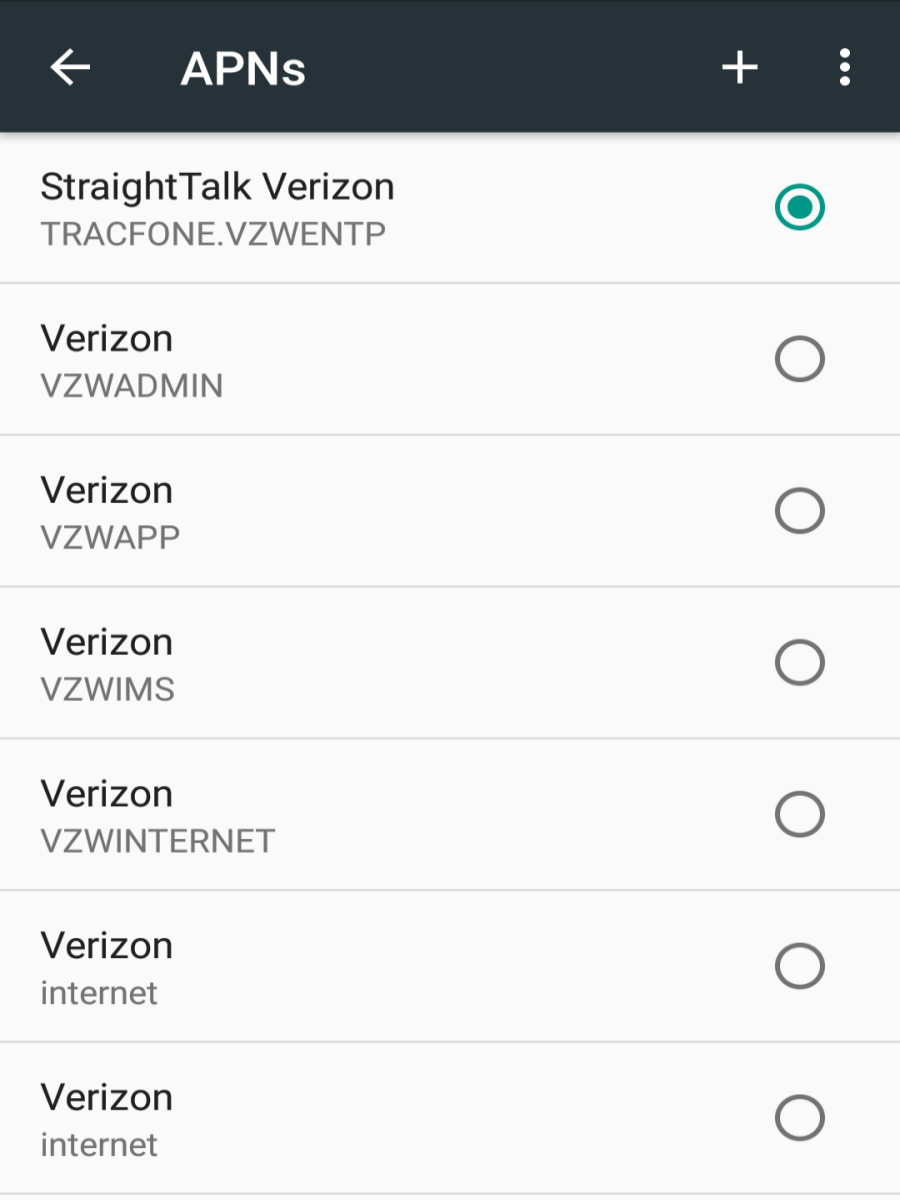 APNs
StraightTalk Verizon
TRACFONE.VZWENTP
Verizon
VZWADMIN
Verizon
VZWAPP
Verizon
VZWIMS
Verizon
VZWINTERNET
Verizon
internet
Verizon
internet